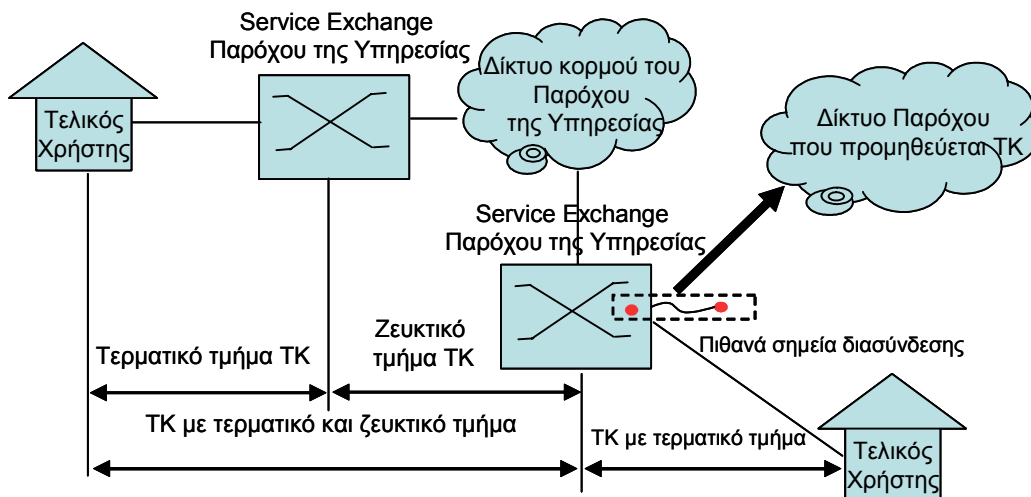 Service Exchange
Παρόχου της Υπηρεσίας
Τελικός
Χρήστης
Δίκτυο κορμού του
Παρόχου
της Υπηρεσίας
Δίκτυο Παρόχου
που προμηθεύεται ΤΚ
Service Exchange
Παρόχου της Υπηρεσίας
Τερματικό τμήμα ΤΚ
Ζευκτικό
τμήμα ΤΚ
Πιθανά σημεία διασύνδεσης
ΤΚ με τερματικό και ζευκτικό τμήμα
ΤΚ με τερματικό τμήμα
Τελικός
Χρήστης